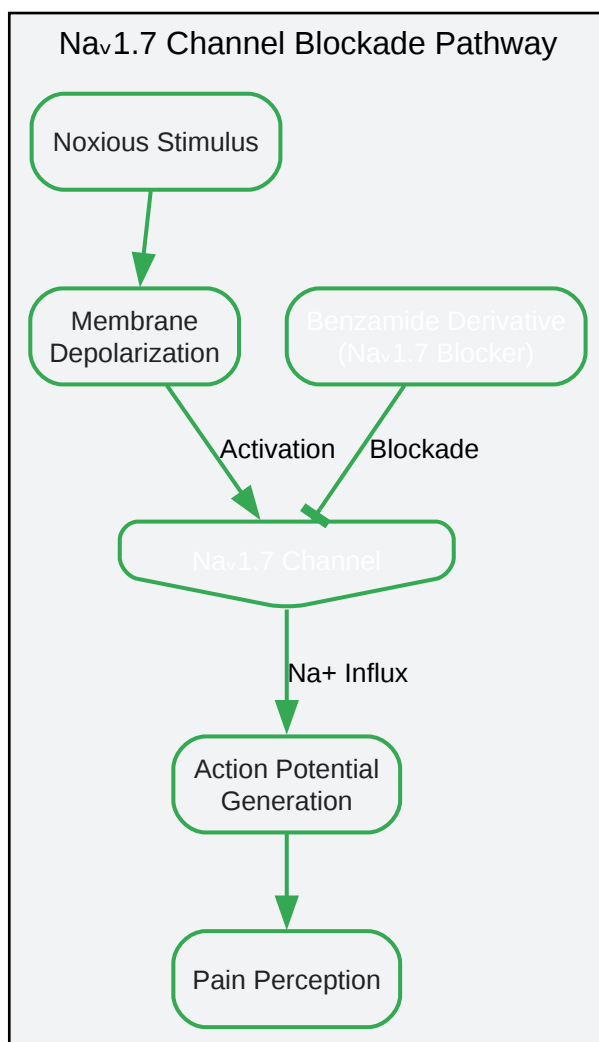 Naᵥ1.7 Channel Blockade Pathway
Noxious Stimulus
Membrane
Depolarization
Benzamide Derivative
(Naᵥ1.7 Blocker)
Activation
Blockade
Naᵥ1.7 Channel
Na+ Influx
Action Potential
Generation
Pain Perception